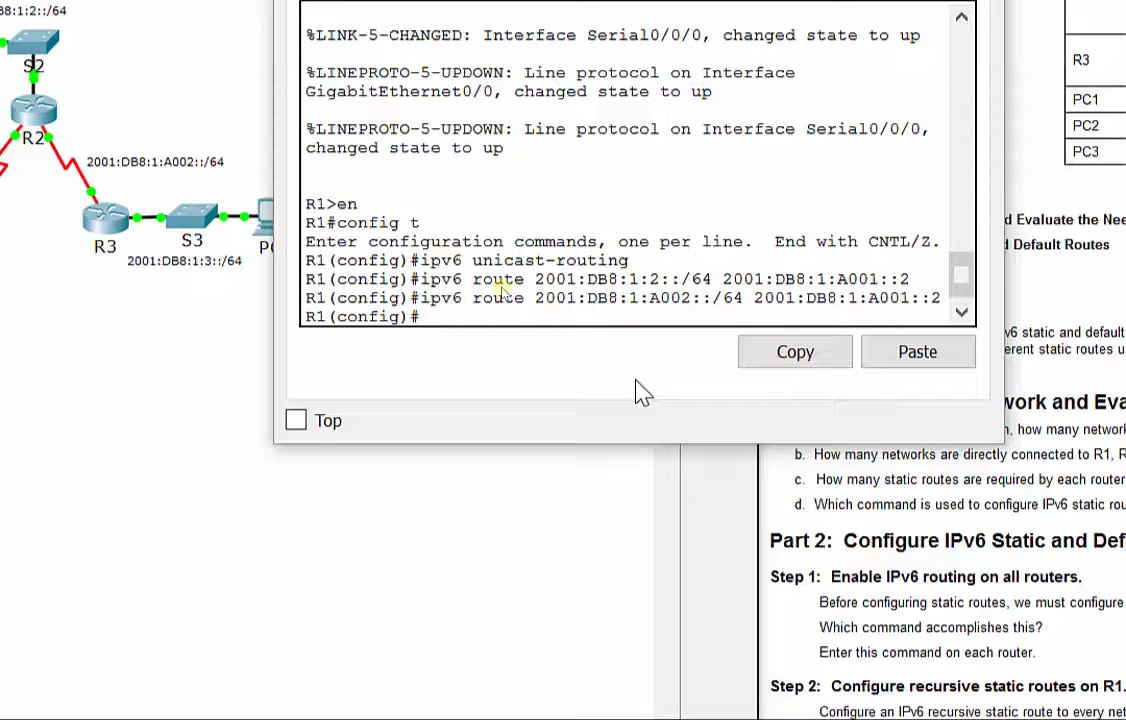 B8:1:2::/64
S2
R2
2001:DB8:1:A002::/64
R3
S3
2001:DB8:1:3::/64
%LINK-5-CHANGED: Interface Serial0/0/0, changed state to up
%LINEPROTO-5-UPDOWN: Line protocol on Interface
GigabitEthernet0/0, changed state to up
%LINEPROTO-5-UPDOWN: Line protocol on Interface Serial0/0/0,
changed state to up
R1>en
R1#config t
Enter configuration commands, one per line.  End with CNTL/Z.
R1(config)#ipv6 unicast-routing
R1(config)#ipv6 route 2001:DB8:1:2::/64 2001:DB8:1:A001::2
R1(config)#ipv6 route 2001:DB8:1:A002::/64 2001:DB8:1:A001::2
R1(config)#
Copy
Paste
Top
R3
PC1
PC2
PC3
d Evaluate the Nee
d Default Routes
v6 static and default
erent static routes u
work and Eva
, how many network
b. How many networks are directly connected to R1, R
c. How many static routes are required by each router
d. Which command is used to configure IPv6 static rou
Part 2: Configure IPv6 Static and Def
Step 1: Enable IPv6 routing on all routers.
Before configuring static routes, we must configure
Which command accomplishes this?
Enter this command on each router.
Step 2: Configure recursive static routes on R1.
Configure an IPv6 recursive static route to every net